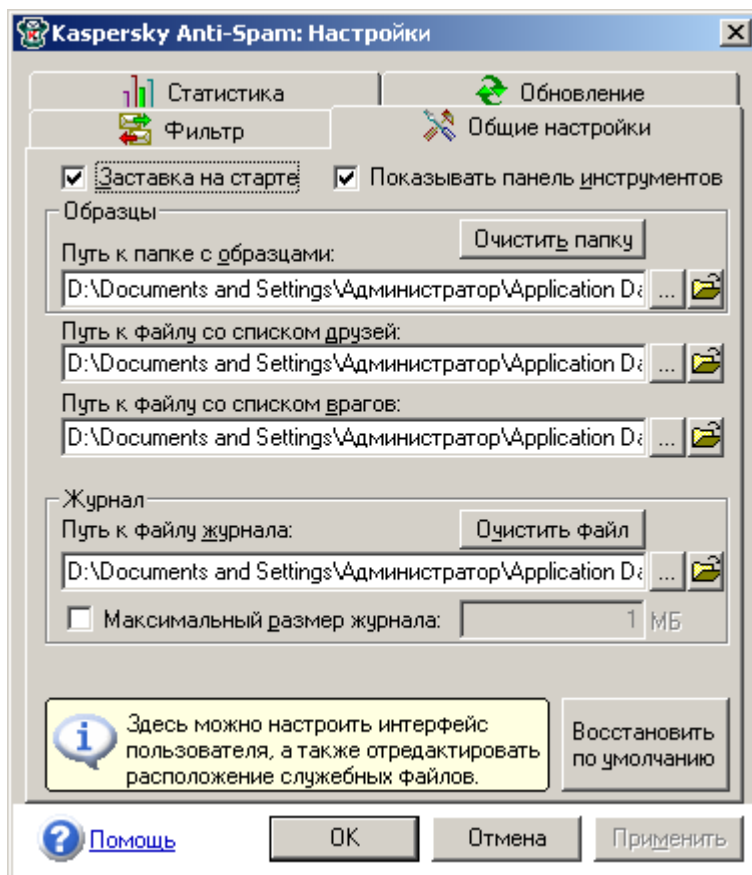 Kaspersky Anti-Spam: Настройки
Статистика
Обновление
Фильтр
Общие настройки
Заставка на старте
Показывать панель инструментов
Образцы
Очистить папку
Путь к папке с образцами:
D:\Documents and Settings\Администратор\Application Da ...
Путь к файлу со списком друзей:
D:\Documents and Settings\Администратор\Application Da ...
Путь к файлу со списком врагов:
D:\Documents and Settings\Администратор\Application Da ...
Журнал
Путь к файлу журнала:
Очистить файл
D:\Documents and Settings\Администратор\Application Da ...
Максимальный размер журнала:
1 МБ
Здесь можно настроить интерфейс
пользователя, а также отредактировать
расположение служебных файлов.
Восстановить
по умолчанию
Помощь
OK
Отмена
Применить